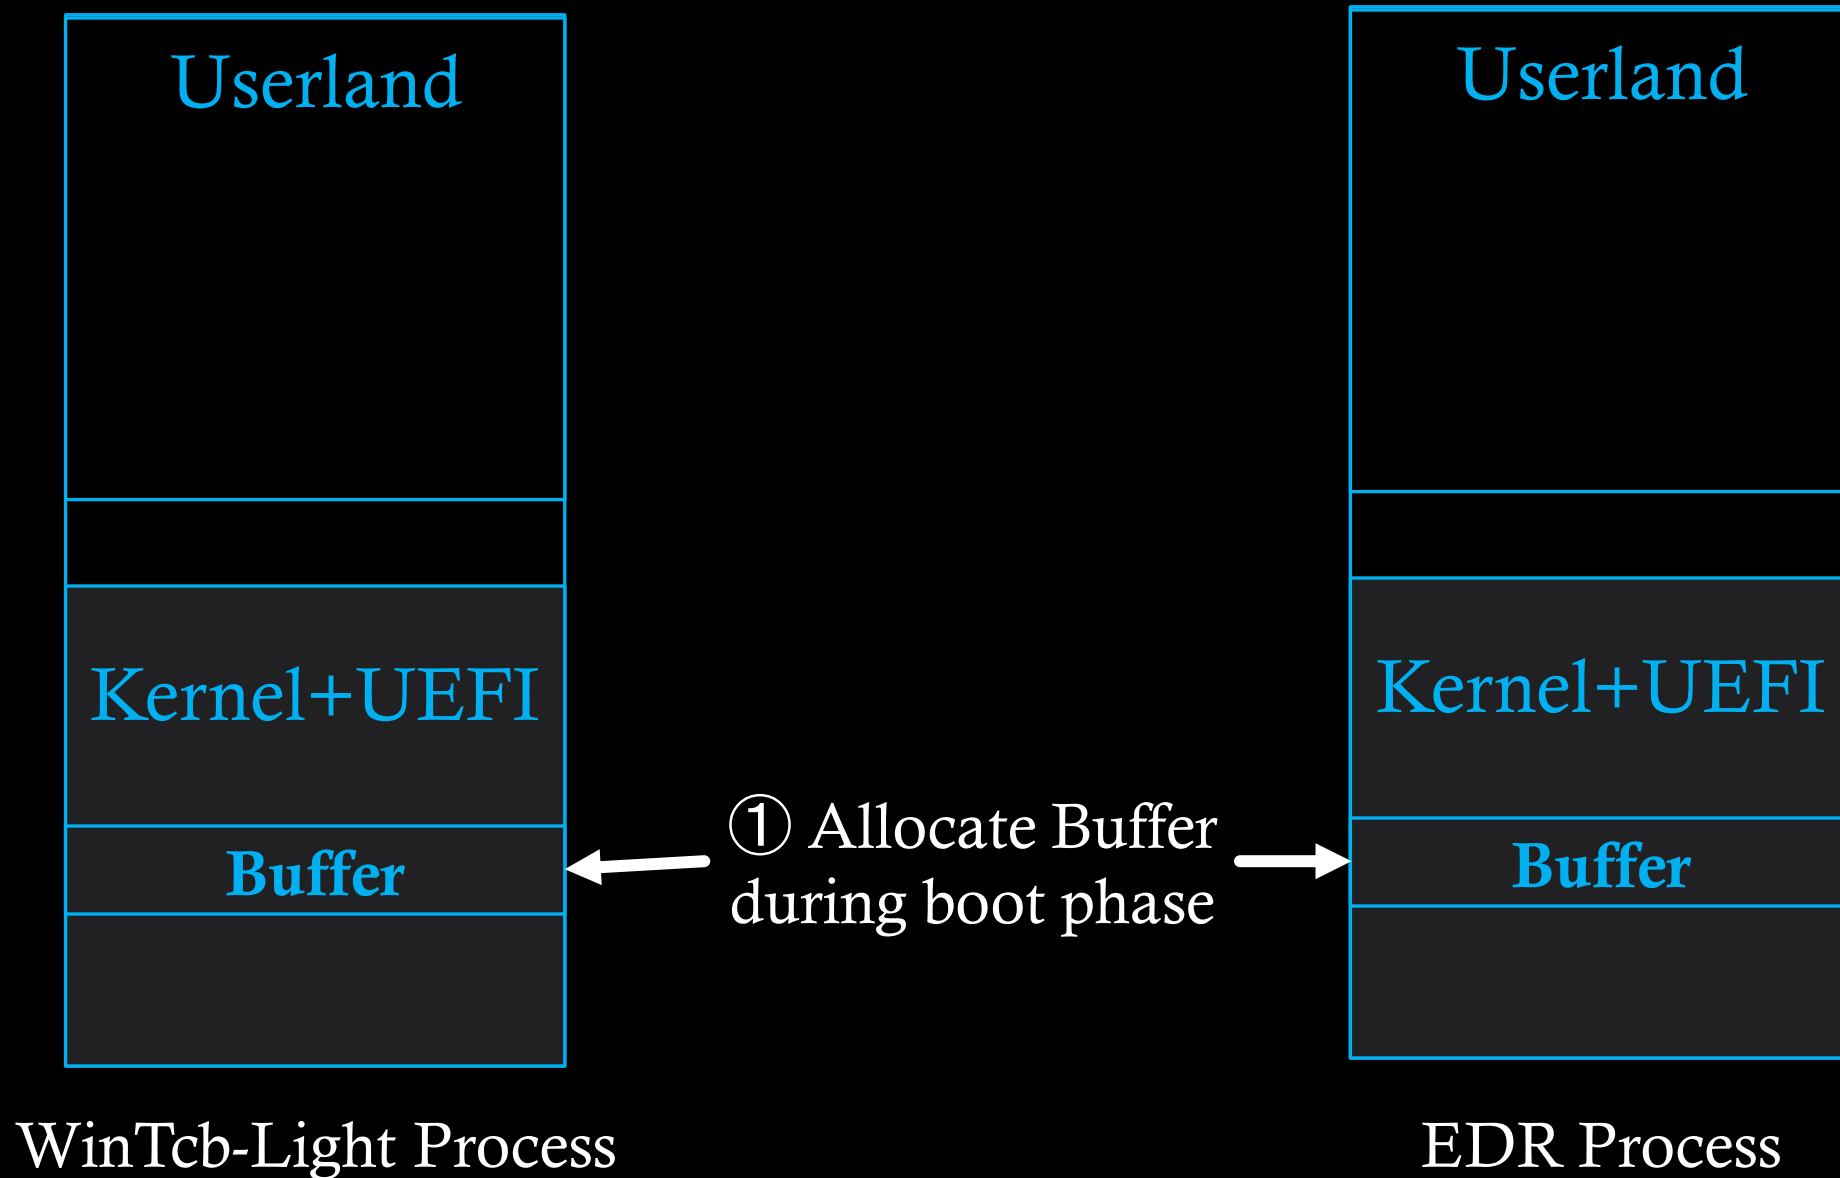 Userland
Kernel+UEFI
Buffer
WinTcb-Light Process
① Allocate Buffer
during boot phase
Userland
Kernel+UEFI
Buffer
EDR Process